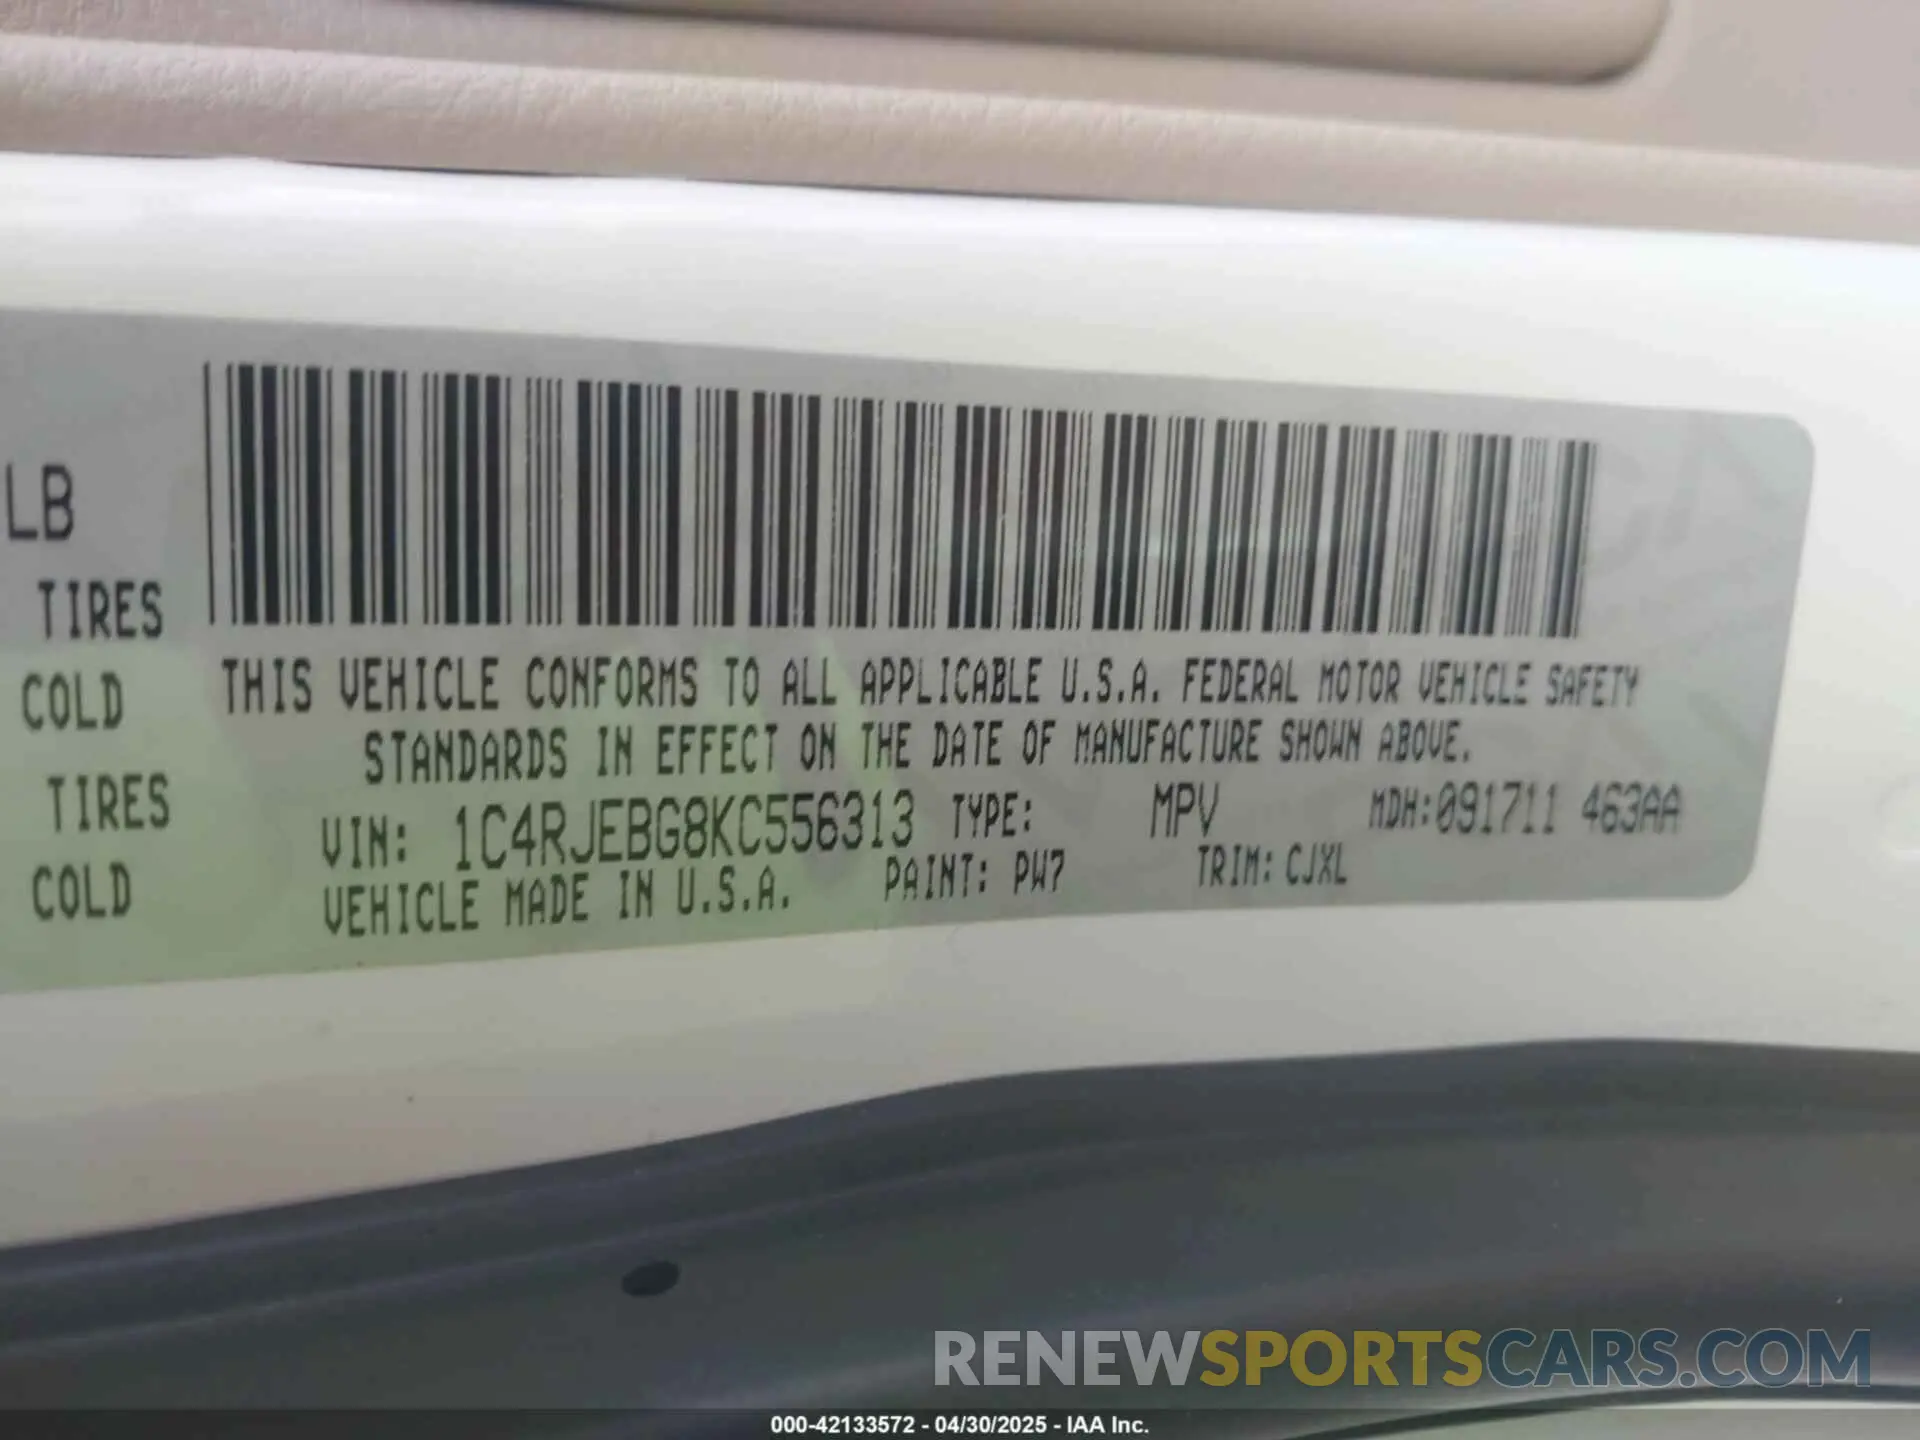 LB
TIRES
COLD
TIRES
COLD
THIS VEHICLE CONFORMS TO ALL APPLICABLE U.S.A. FEDERAL MOTOR VEHICLE SAFETY
STANDARDS IN EFFECT ON THE DATE OF MANUFACTURE SHOWN ABOVE.
VIN: 1C4RJEBG8KC556313 TYPE: MPV MDH:091711 463AA
VEHICLE MADE IN U.S.A. PAINT: PW7 TRIM: CJXL
RENEWSPORTSCARS.COM
000-42133572 - 04/30/2025 - IAA Inc.